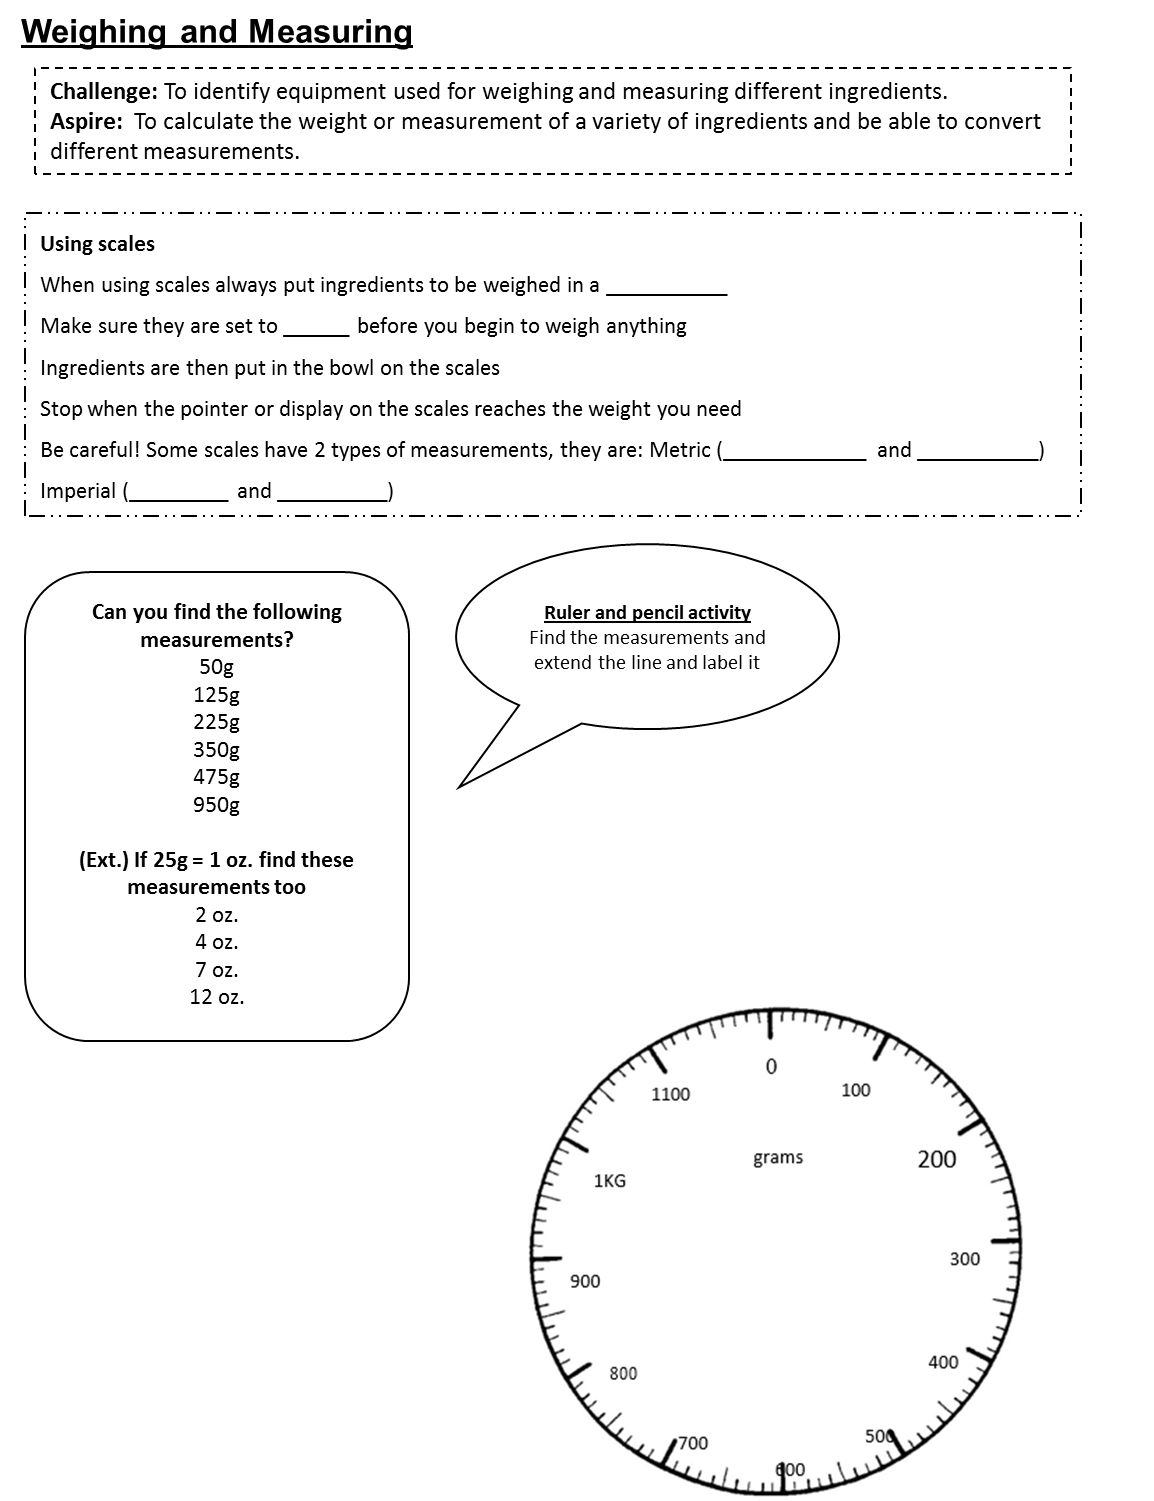 Weighing and Measuring
Challenge: To identify equipment used for weighing and measuring different ingredients.
Aspire: To calculate the weight or measurement of a variety of ingredients and be able to convert
different measurements.
Using scales
When using scales always put ingredients to be weighed in a ___________
Make sure they are set to ______ before you begin to weigh anything
Ingredients are then put in the bowl on the scales
Stop when the pointer or display on the scales reaches the weight you need
Be careful! Some scales have 2 types of measurements, they are: Metric (_____________ and ___________)
Imperial (_________ and __________)
Can you find the following
measurements?
50g
125g
225g
350g
475g
950g
(Ext.) If 25g = 1 oz. find these
measurements too
2 oz.
4 oz.
7 oz.
12 oz.
Ruler and pencil activity
Find the measurements and
extend the line and label it
0
100
200
300
400
500
600
700
800
900
1KG
1100
grams